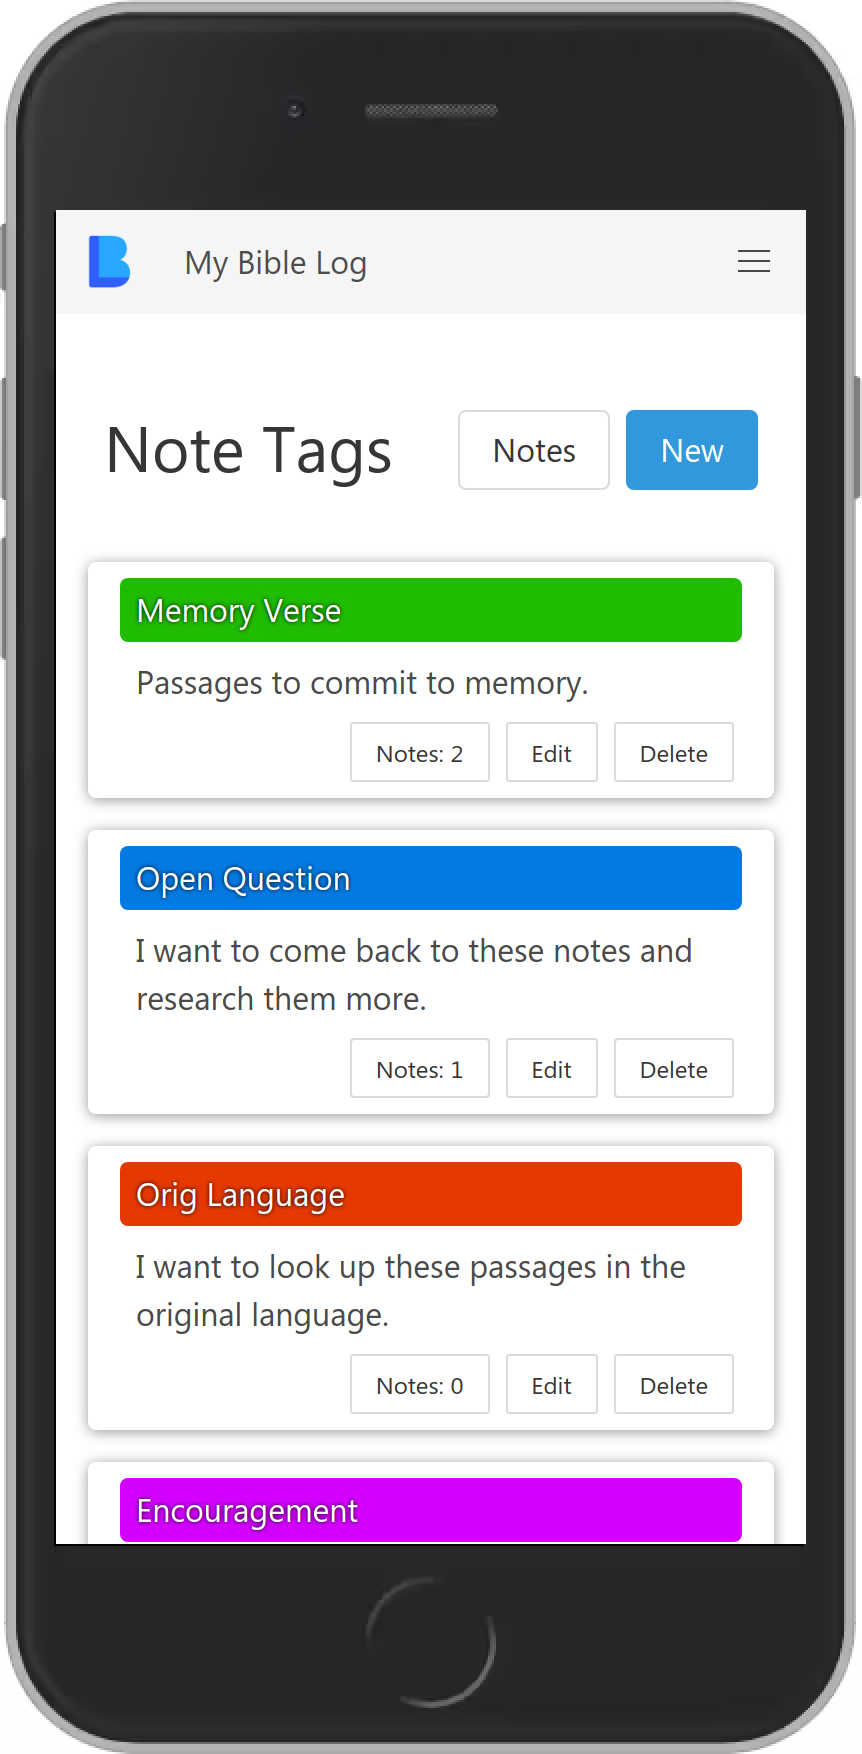 My Bible Log
Note Tags
Notes
New
Memory Verse
Passages to commit to memory.
Notes: 2
Edit
Delete
Open Question
I want to come back to these notes and
research them more.
Notes: 1
Edit
Delete
Orig Language
I want to look up these passages in the
original language.
Notes: 0
Edit
Delete
Encouragement